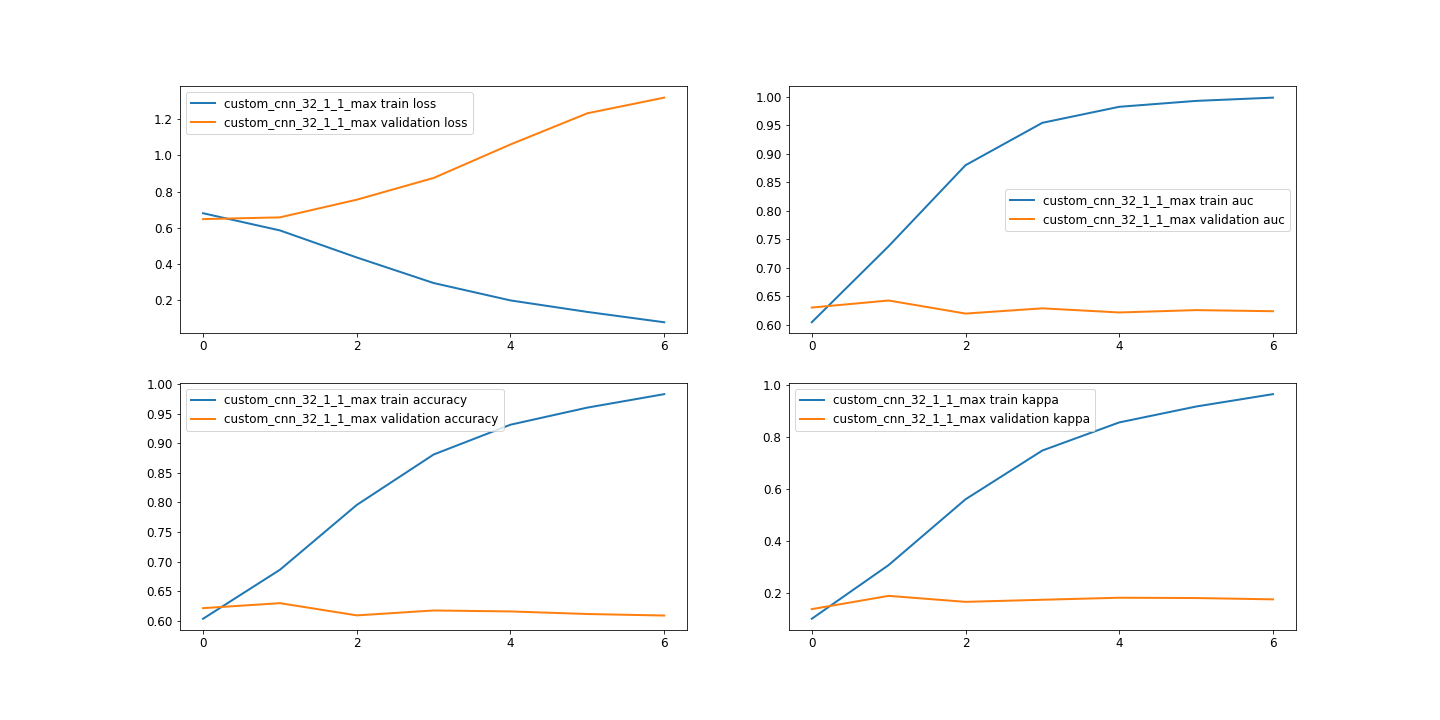 custom_cnn_32_1_1_max train loss
custom_cnn_32_1_1_max validation loss
1.2
1.0
0.8
0.6
0.4
0.2
0 2 4 6
custom_cnn_32_1_1_max train auc
custom_cnn_32_1_1_max validation auc
1.00
0.95
0.90
0.85
0.80
0.75
0.70
0.65
0.60
0 2 4 6
custom_cnn_32_1_1_max train accuracy
custom_cnn_32_1_1_max validation accuracy
1.00
0.95
0.90
0.85
0.80
0.75
0.70
0.65
0.60
0 2 4 6
custom_cnn_32_1_1_max train kappa
custom_cnn_32_1_1_max validation kappa
1.0
0.8
0.6
0.4
0.2
0 2 4 6